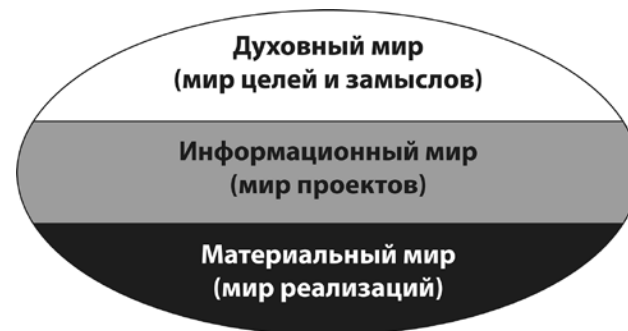 Духовный мир
(мир целей и замыслов)
Информационный мир
(мир проектов)
Материальный мир
(мир реализаций)